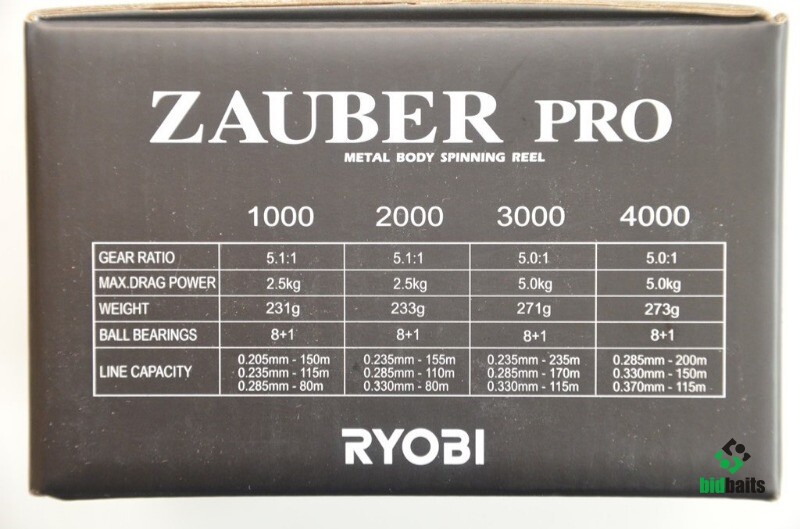 ZAUBER PRO
METAL BODY SPINNING REEL
1000 2000 3000 4000
GEAR RATIO 5.1:1 5.1:1 5.0:1 5.0:1
MAX.DRAG POWER 2.5kg 2.5kg 5.0kg 5.0kg
WEIGHT 231g 233g 271g 273g
BALL BEARINGS 8+1 8+1 8+1 8+1
LINE CAPACITY
0.205mm - 150m 0.235mm - 155m 0.235mm - 235m 0.285mm - 200m
0.235mm - 115m 0.285mm - 110m 0.285mm - 170m 0.330mm - 150m
0.285mm - 80m 0.330mm - 80m 0.330mm - 115m 0.370mm - 115m
RYOBI
bidbaits